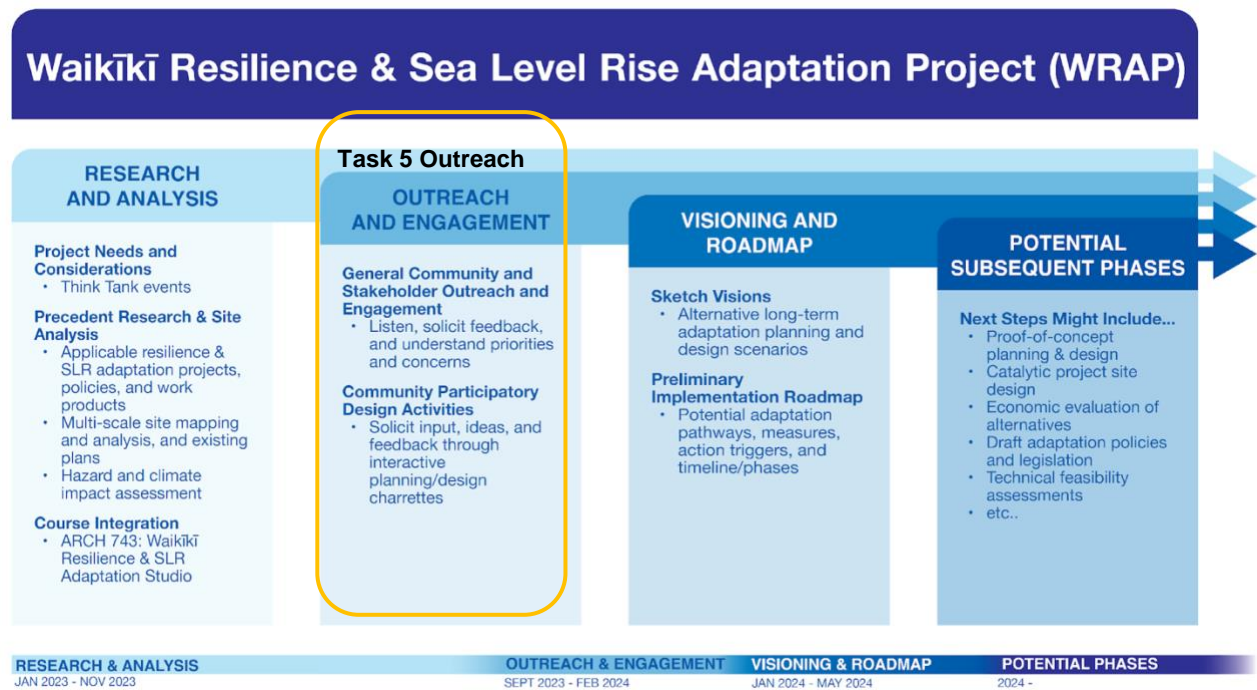 Waikīkī Resilience & Sea Level Rise Adaptation Project (WRAP)
RESEARCH
AND ANALYSIS
Project Needs and
Considerations
• Think Tank events
Precedent Research & Site
Analysis
• Applicable resilience &
SLR adaptation projects,
policies, and work
products
• Multi-scale site mapping
and analysis, and existing
plans
• Hazard and climate
impact assessment
Course Integration
• ARCH 743: Waikīkī
Resilience & SLR
Adaptation Studio
Task 5 Outreach
OUTREACH
AND ENGAGEMENT
General Community and
Stakeholder Outreach and
Engagement
• Listen, solicit feedback,
and understand priorities
and concerns
Community Participatory
Design Activities
• Solicit input, ideas, and
feedback through
interactive
planning/design
charrettes
VISIONING AND
ROADMAP
Sketch Visions
• Alternative long-term
adaptation planning and
design scenarios
Preliminary
Implementation Roadmap
• Potential adaptation
pathways, measures,
action triggers, and
timeline/phases
POTENTIAL
SUBSEQUENT PHASES
Next Steps Might Include...
• Proof-of-concept
planning & design
• Catalytic project site
design
• Economic evaluation of
alternatives
• Draft adaptation policies
and legislation
• Technical feasibility
assessments
• etc..
RESEARCH & ANALYSIS
JAN 2023 - NOV 2023
OUTREACH & ENGAGEMENT
SEPT 2023 - FEB 2024
VISIONING & ROADMAP
JAN 2024 - MAY 2024
POTENTIAL PHASES
2024 -